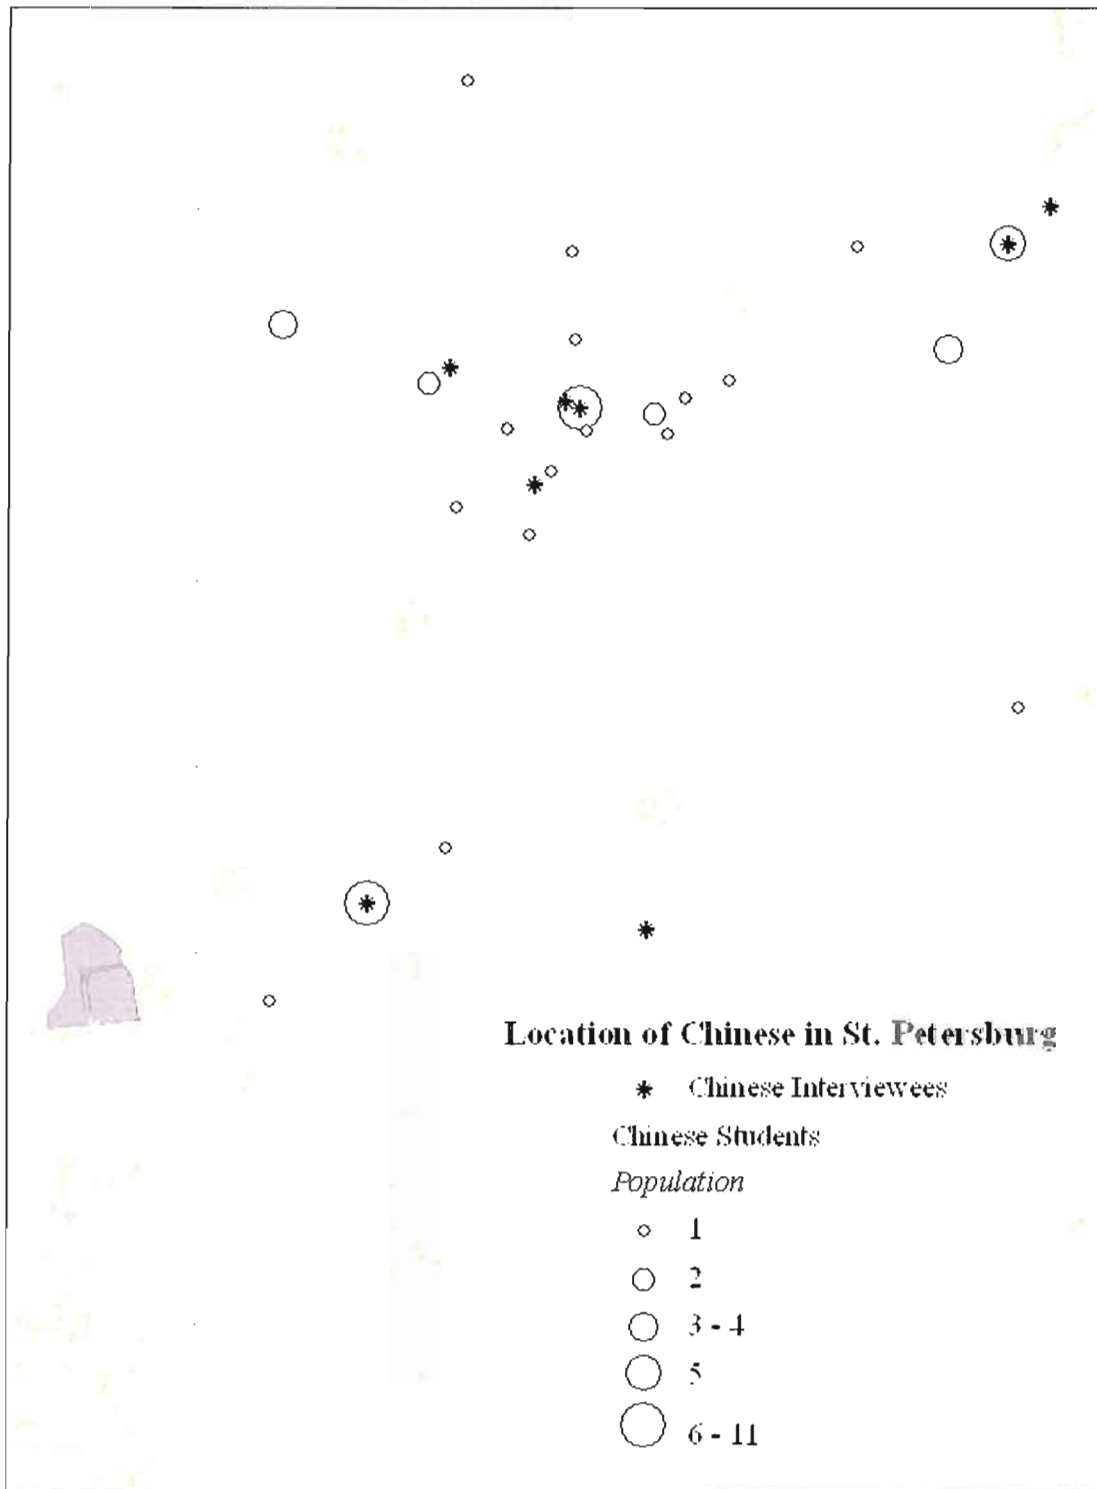 Location of Chinese in St. Petersburg
Chinese Interviewees
Chinese Students
Population
1
2
3 - 4
5
6 - 11